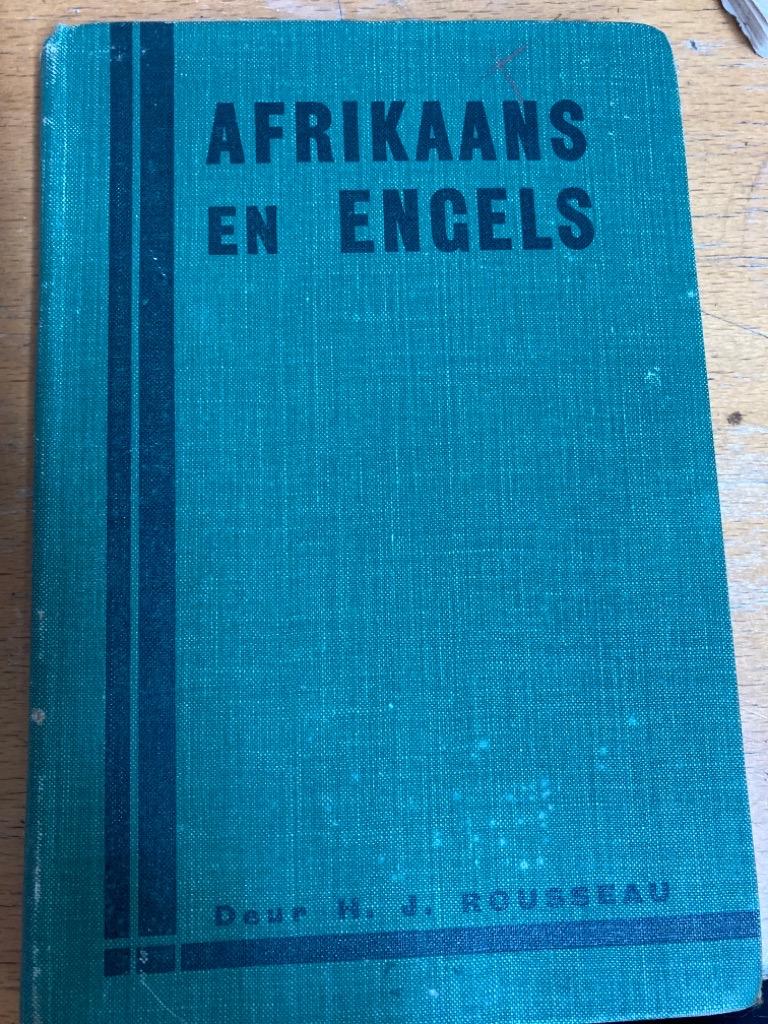 AFRIKAANS
EN ENGELS
Deur H. J. ROUSSEAU